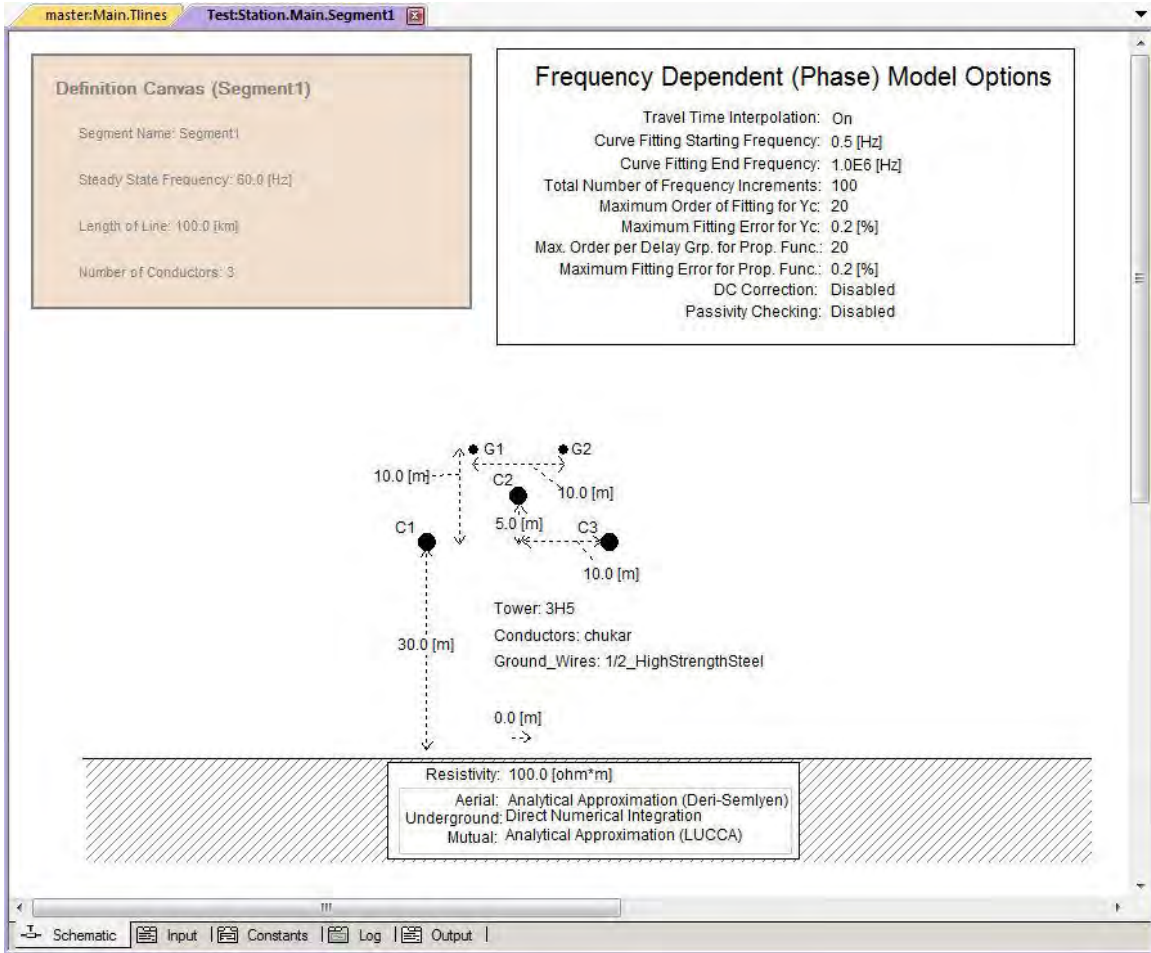 master:Main.Tlines
Test:Station.Main.Segment1
Definition Canvas (Segment1)
Segment Name: Segment1
Steady State Frequency: 60.0 [Hz]
Length of Line: 100.0 [km]
Number of Conductors: 3
Frequency Dependent (Phase) Model Options
Travel Time Interpolation: On
Curve Fitting Starting Frequency: 0.5 [Hz]
Curve Fitting End Frequency: 1.0E6 [Hz]
Total Number of Frequency Increments: 100
Maximum Order of Fitting for Yc: 20
Maximum Fitting Error for Yc: 0.2 [%]
Max. Order per Delay Grp. for Prop. Func.: 20
Maximum Fitting Error for Prop. Func.: 0.2 [%]
DC Correction: Disabled
Passivity Checking: Disabled
G1
G2
10.0 [m]
C2
10.0 [m]
C1
5.0 [m]
C3
10.0 [m]
Tower: 3H5
30.0 [m]
Conductors: chukar
Ground_Wires: 1/2_HighStrengthSteel
0.0 [m]
Resistivity: 100.0 [ohm*m]
Aerial: Analytical Approximation (Deri-Semlyen)
Underground: Direct Numerical Integration
Mutual: Analytical Approximation (LUCCA)
Schematic Input Constants Log Output